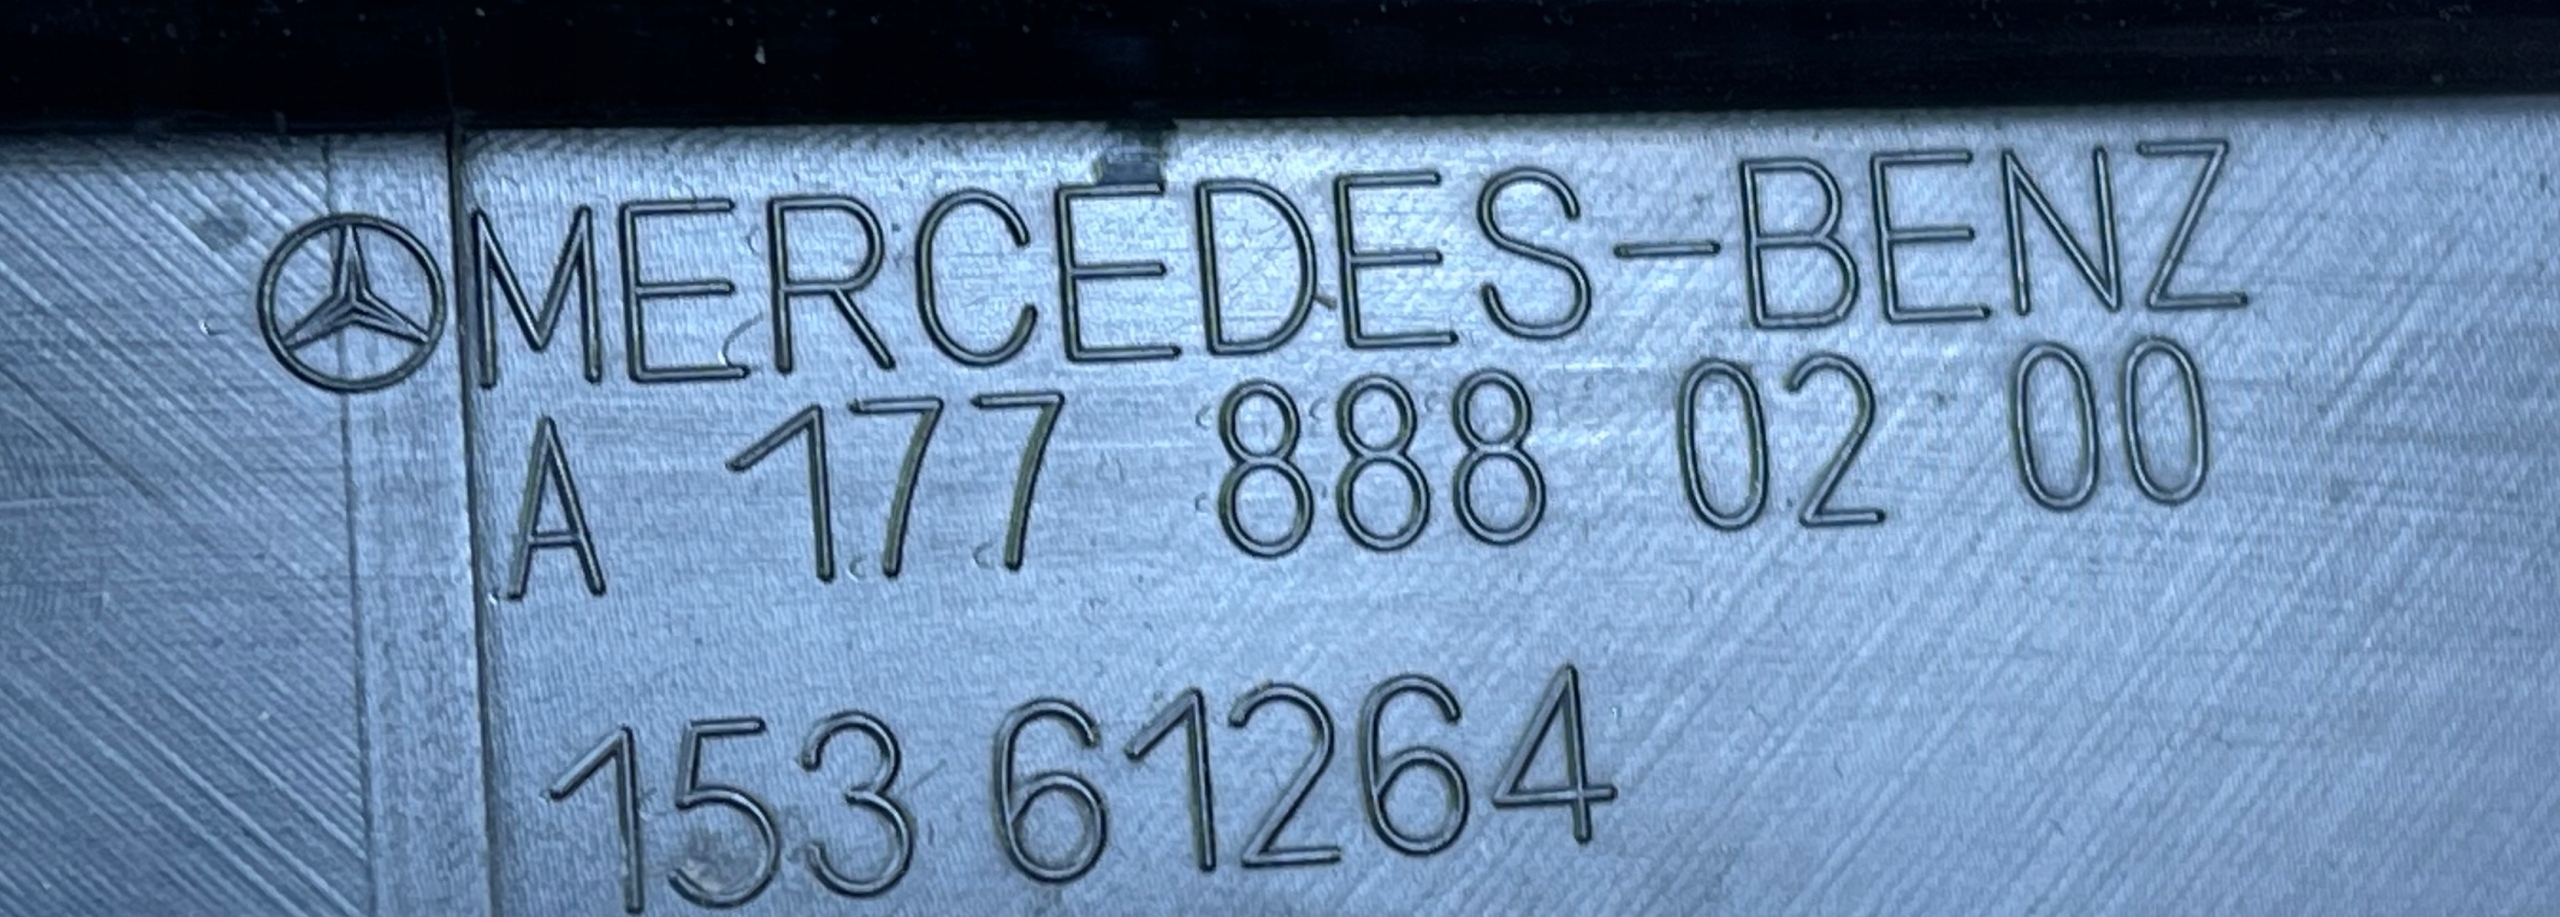 MERCEDES-BENZ
A 177 888 02 00
153 61264